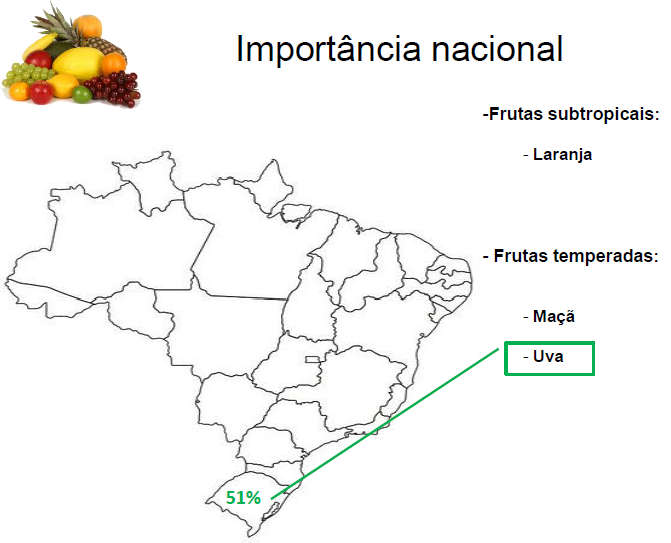 Importância nacional
-Frutas subtropicais:
- Laranja
- Frutas temperadas:
- Maçã
- Uva
51%